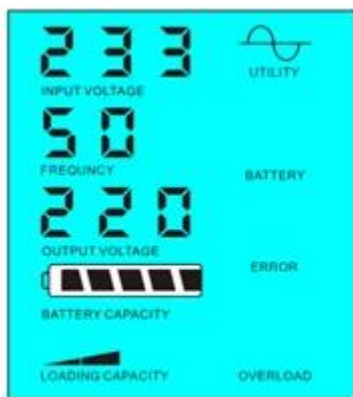 233
INPUT VOLTAGE
UTILITY
50
FREQUNCY
BATTERY
220
OUTPUT VOLTAGE
ERROR
BATTERY CAPACITY
LOADING CAPACITY
OVERLOAD